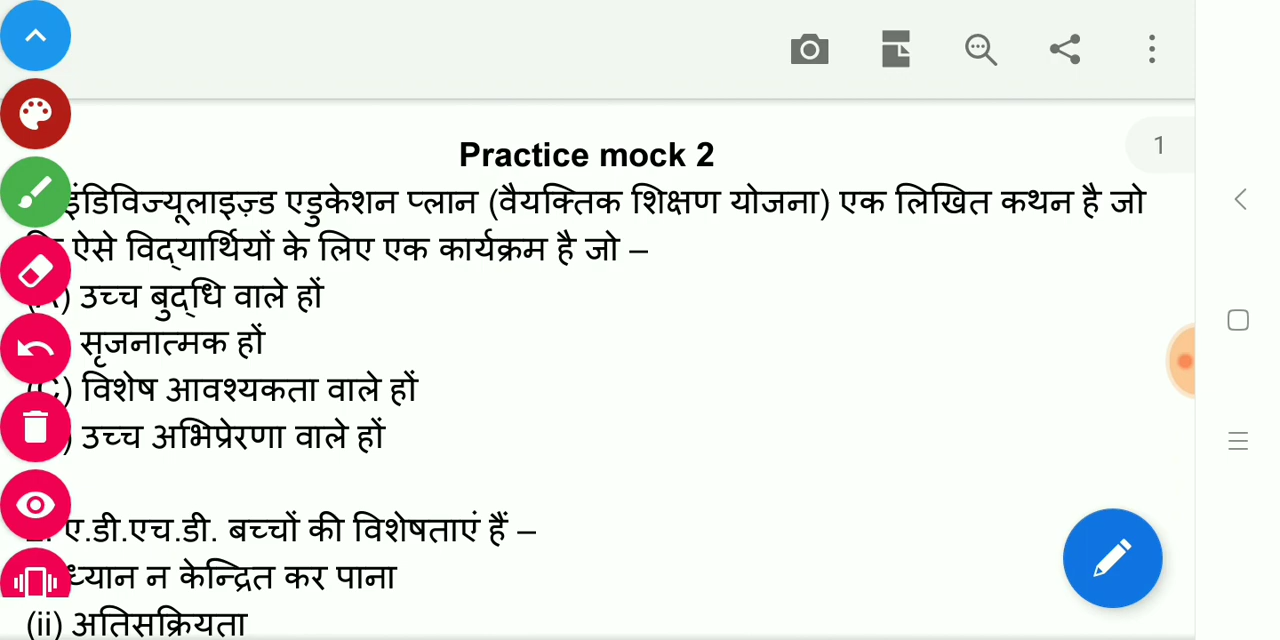 Practice mock 2
1
इंडिविज्यूलाइज़्ड एडुकेशन प्लान (वैयक्तिक शिक्षण योजना) एक लिखित कथन है जो
ऐसे विद्यार्थियों के लिए एक कार्यक्रम है जो –
) उच्च बुद्धि वाले हों
सृजनात्मक हों
(C) विशेष आवश्यकता वाले हों
) उच्च अभिप्रेरणा वाले हों
ए.डी.एच.डी. बच्चों की विशेषताएं हैं –
ध्यान न केन्द्रित कर पाना
(ii) अतिसक्रियता